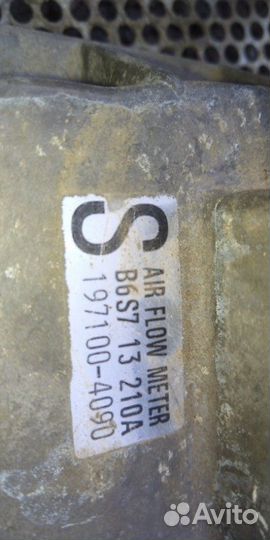 S
AIR FLOW METER
B6S7 13 210A
197100-4090
Avito